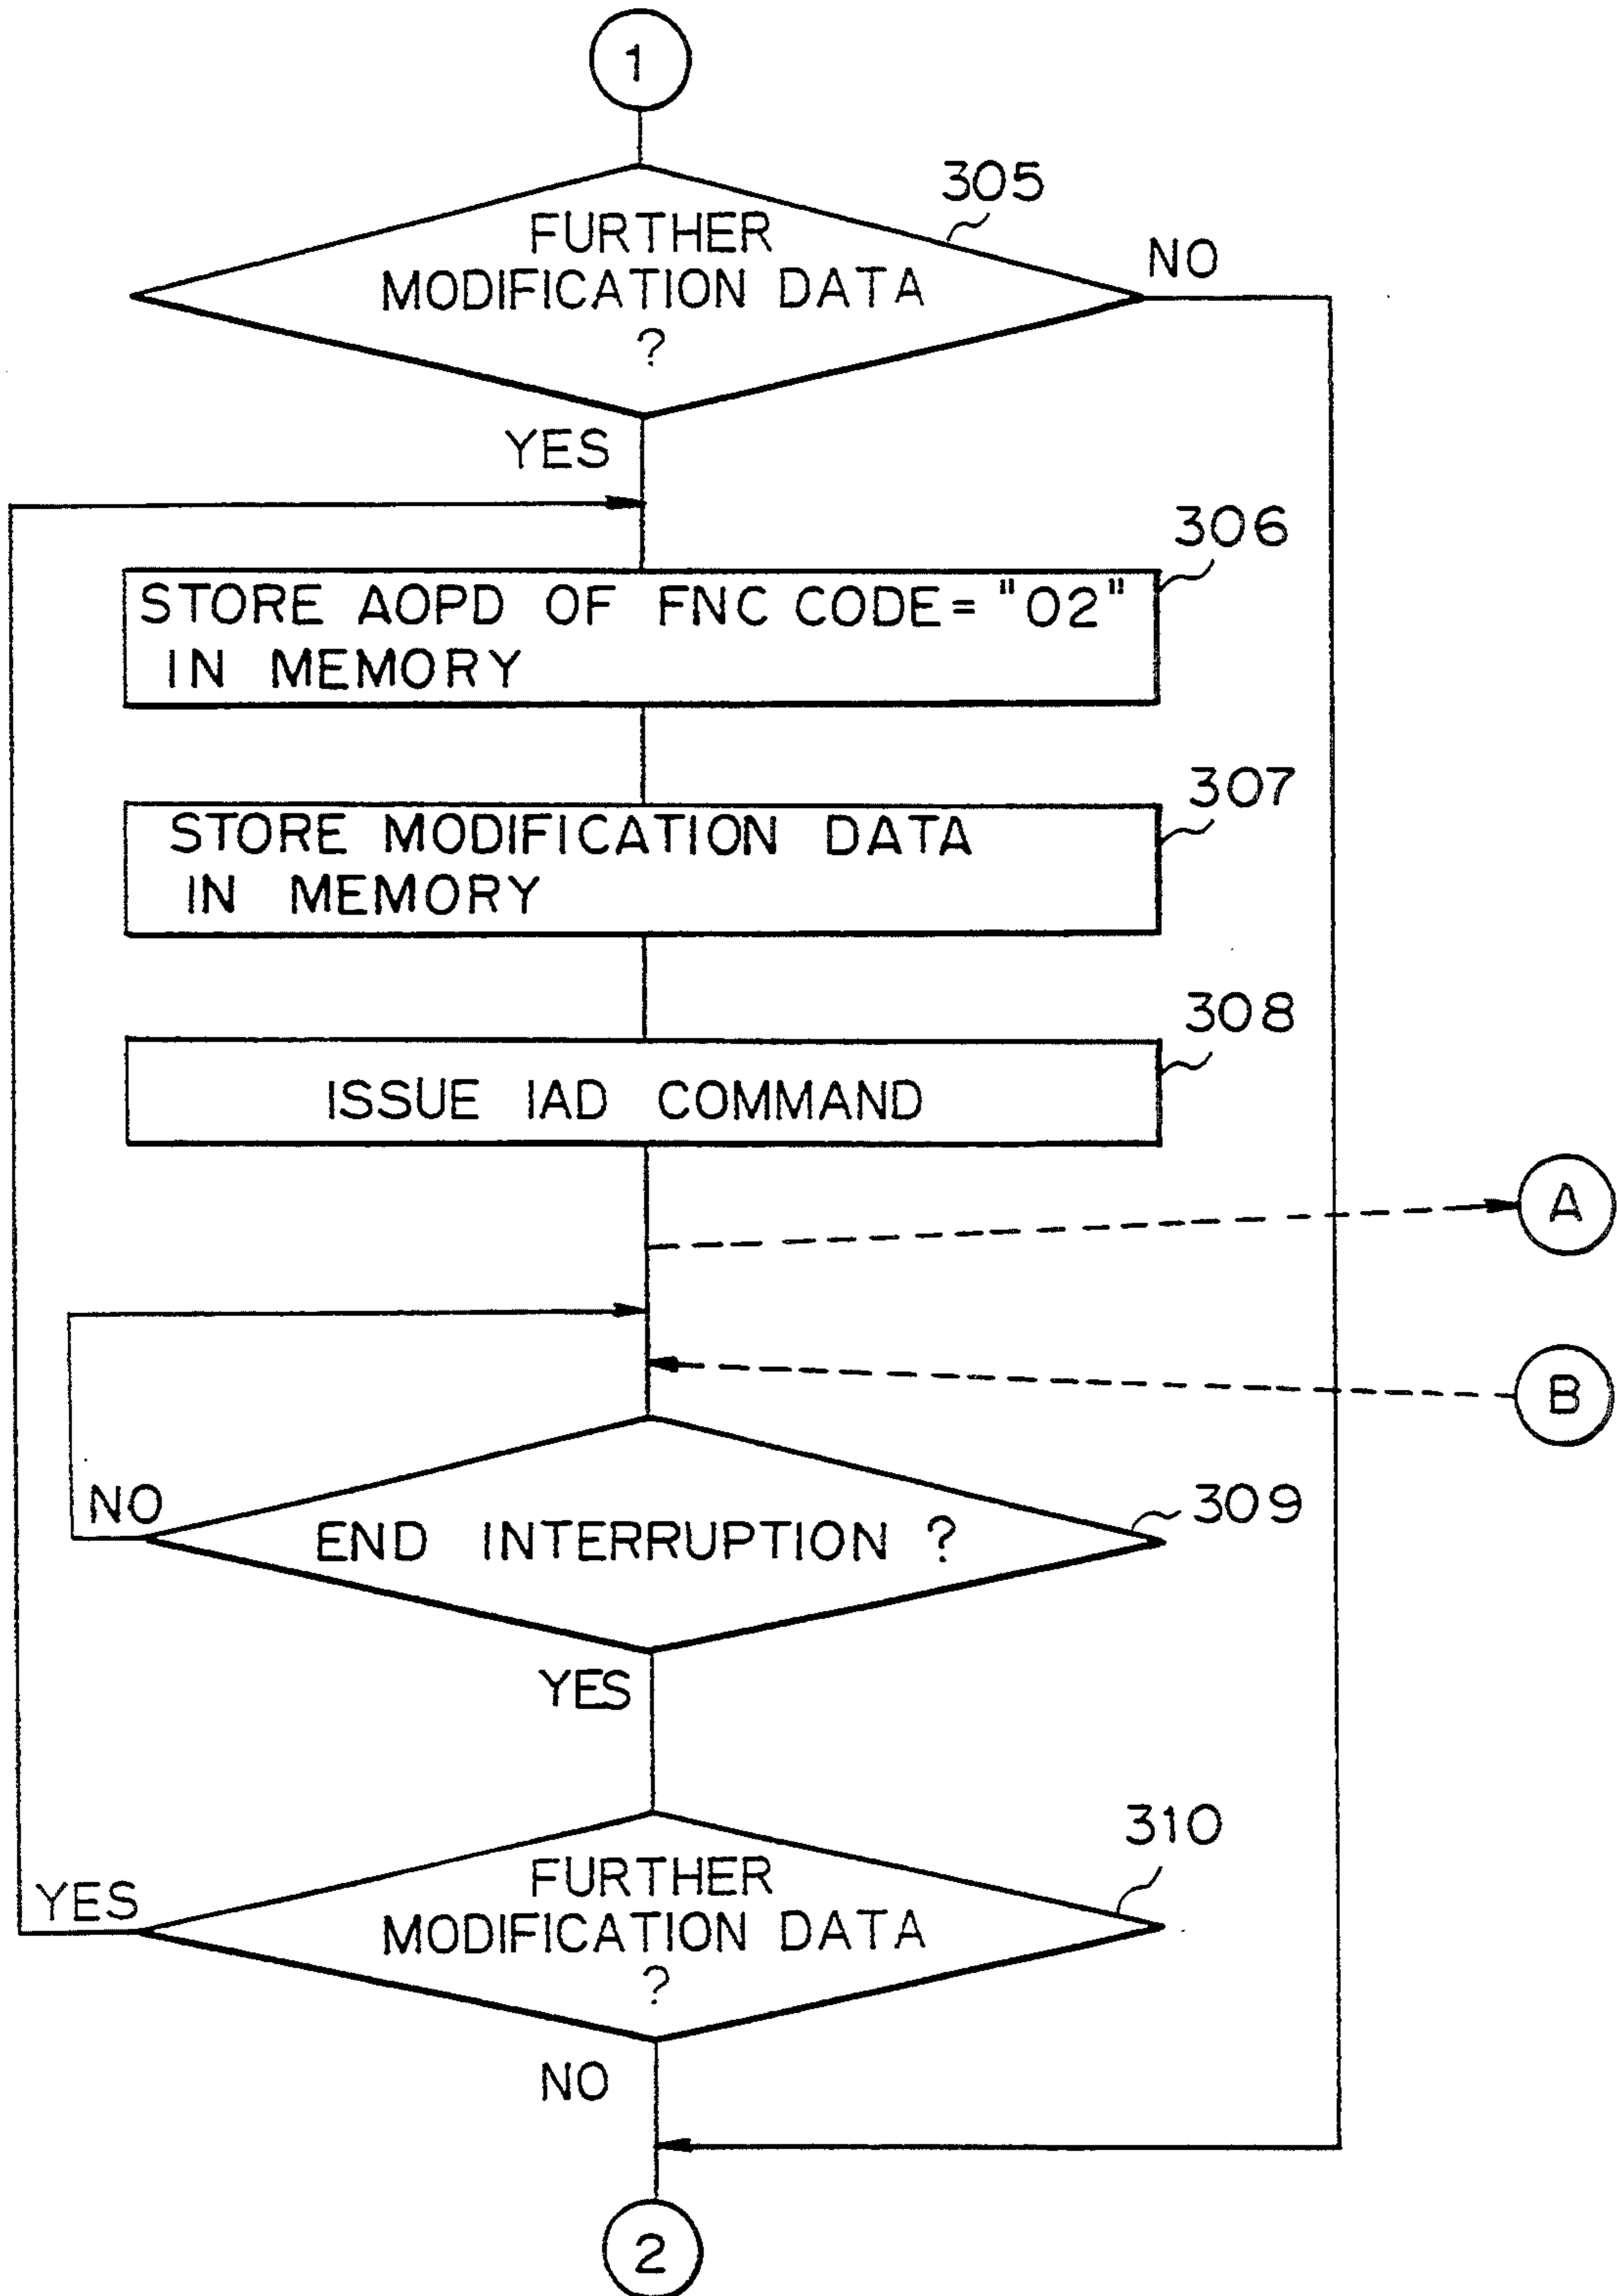 1
305
FURTHER
MODIFICATION DATA
?
NO
YES
306
STORE AOPD OF FNC CODE = "02"
IN MEMORY
307
STORE MODIFICATION DATA
IN MEMORY
308
ISSUE IAD COMMAND
A
B
NO
309
END INTERRUPTION ?
YES
310
FURTHER
MODIFICATION DATA
?
YES
NO
2